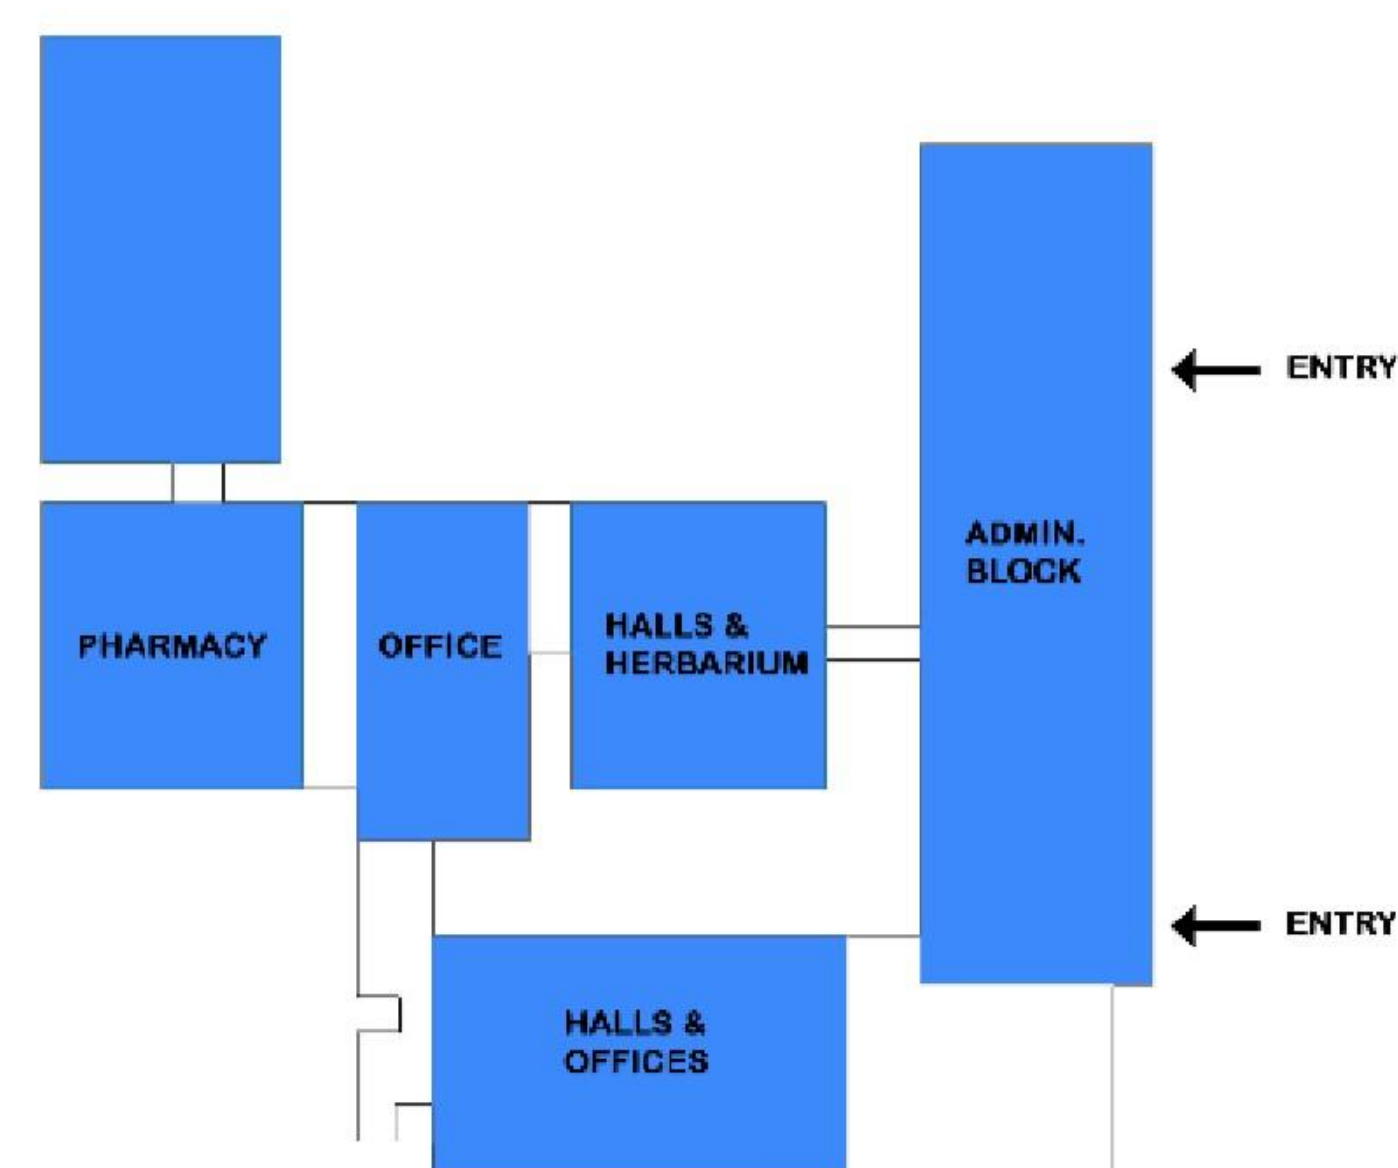 ENTRY
ADMIN.
BLOCK
PHARMACY
OFFICE
HALLS &
HERBARIUM
ENTRY
HALLS &
OFFICES